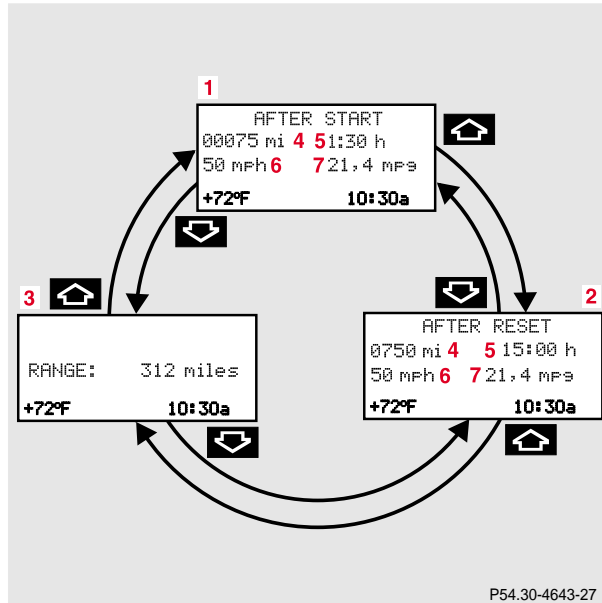 1
AFTER START
00075 mi 4 5 1:30 h
50 mph 6 7 21,4 mpg
+72°F 10:30a
3
RANGE: 312 miles
+72°F 10:30a
2
AFTER RESET
0750 mi 4 5 15:00 h
50 mph 6 7 21,4 mpg
+72°F 10:30a
P54.30-4643-27